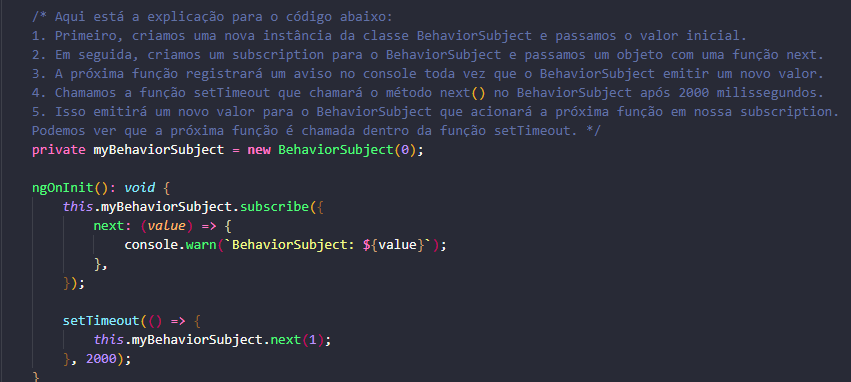 /* Aqui está a explicação para o código abaixo:
1. Primeiro, criamos uma nova instância da classe BehaviorSubject e passamos o valor inicial.
2. Em seguida, criamos um subscription para o BehaviorSubject e passamos um objeto com uma função next.
3. A próxima função registrará um aviso no console toda vez que o BehaviorSubject emitir um novo valor.
4. Chamamos a função setTimeout que chamará o método next() no BehaviorSubject após 2000 milissegundos.
5. Isso emitirá um novo valor para o BehaviorSubject que acionará a próxima função em nossa subscription.
Podemos ver que a próxima função é chamada dentro da função setTimeout. */
private myBehaviorSubject = new BehaviorSubject(0);

ngOnInit(): void {
    this.myBehaviorSubject.subscribe({
        next: (value) => {
            console.warn(`BehaviorSubject: ${value}`);
        },
    });

    setTimeout(() => {
        this.myBehaviorSubject.next(1);
    }, 2000);
}